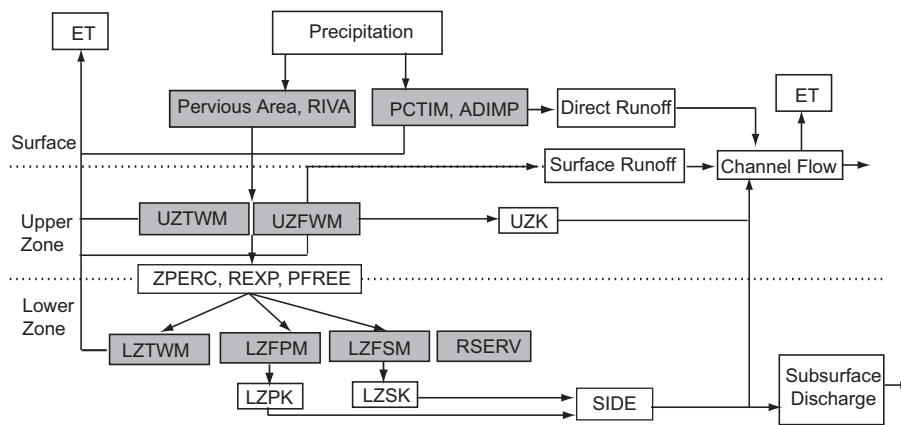 ET
Precipitation
Pervious Area, RIVA
PCTIM, ADIMP
Direct Runoff
ET
Surface
Surface Runoff
Channel Flow
Upper
Zone
UZTWM
UZFWM
UZK
ZPERC, REXP, PFREE
Lower
Zone
LZTWM
LZFPM
LZFSM
RSERV
LZPK
LZSK
SIDE
Subsurface
Discharge